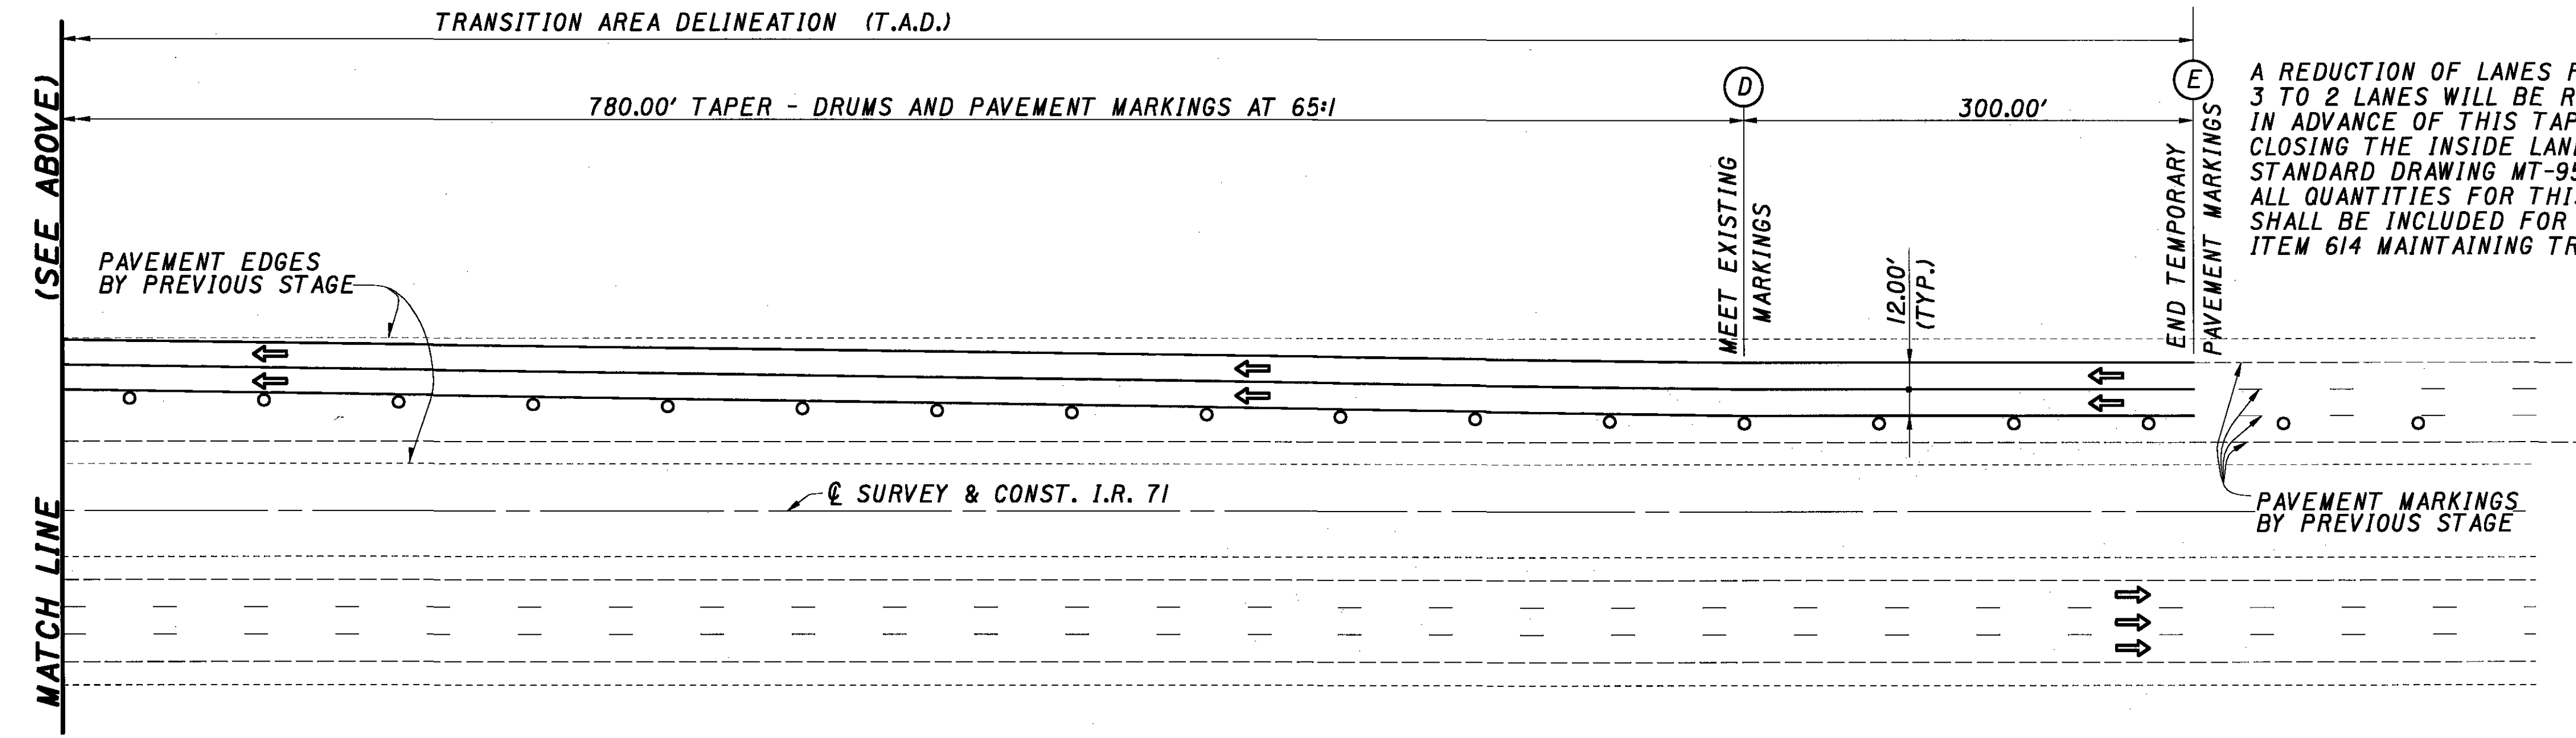 TRANSITION AREA DELINEATION (T.A.D.)
780.00' TAPER - DRUMS AND PAVEMENT MARKINGS AT 65:1
D
300.00'
E
A REDUCTION OF LANES
3 TO 2 LANES WILL BE
IN ADVANCE OF THIS
CLOSING THE INSIDE
STANDARD DRAWING
ALL QUANTITIES FOR
SHALL BE INCLUDED FOR
ITEM 614 MAINTAINING
(SEE ABOVE)
MATCH LINE
PAVEMENT EDGES
BY PREVIOUS STAGE
MEET EXISTING
MARKINGS
12.00'
(TYP.)
END TEMPORARY
PAVEMENT MARKINGS
℄ SURVEY & CONST. I.R. 71
PAVEMENT MARKINGS
BY PREVIOUS STAGE